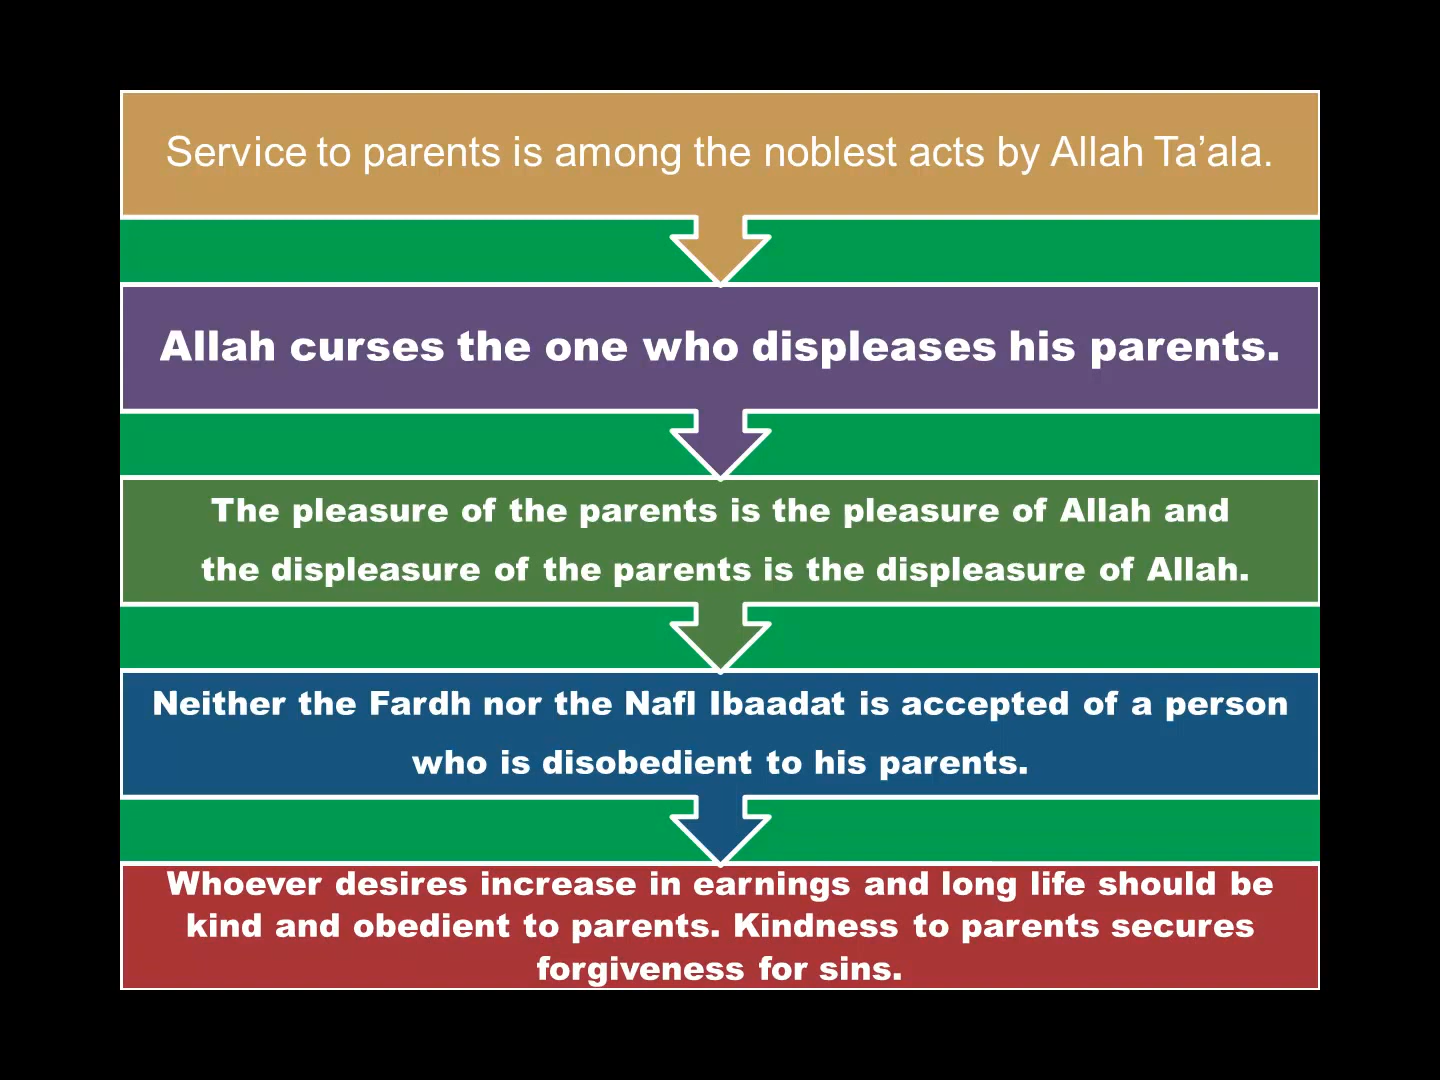 Service to parents is among the noblest acts by Allah Ta’ala.
Allah curses the one who displeases his parents.
The pleasure of the parents is the pleasure of Allah and
the displeasure of the parents is the displeasure of Allah.
Neither the Fardh nor the Nafl Ibaadat is accepted of a person
who is disobedient to his parents.
Whoever desires increase in earnings and long life should be
kind and obedient to parents. Kindness to parents secures
forgiveness for sins.